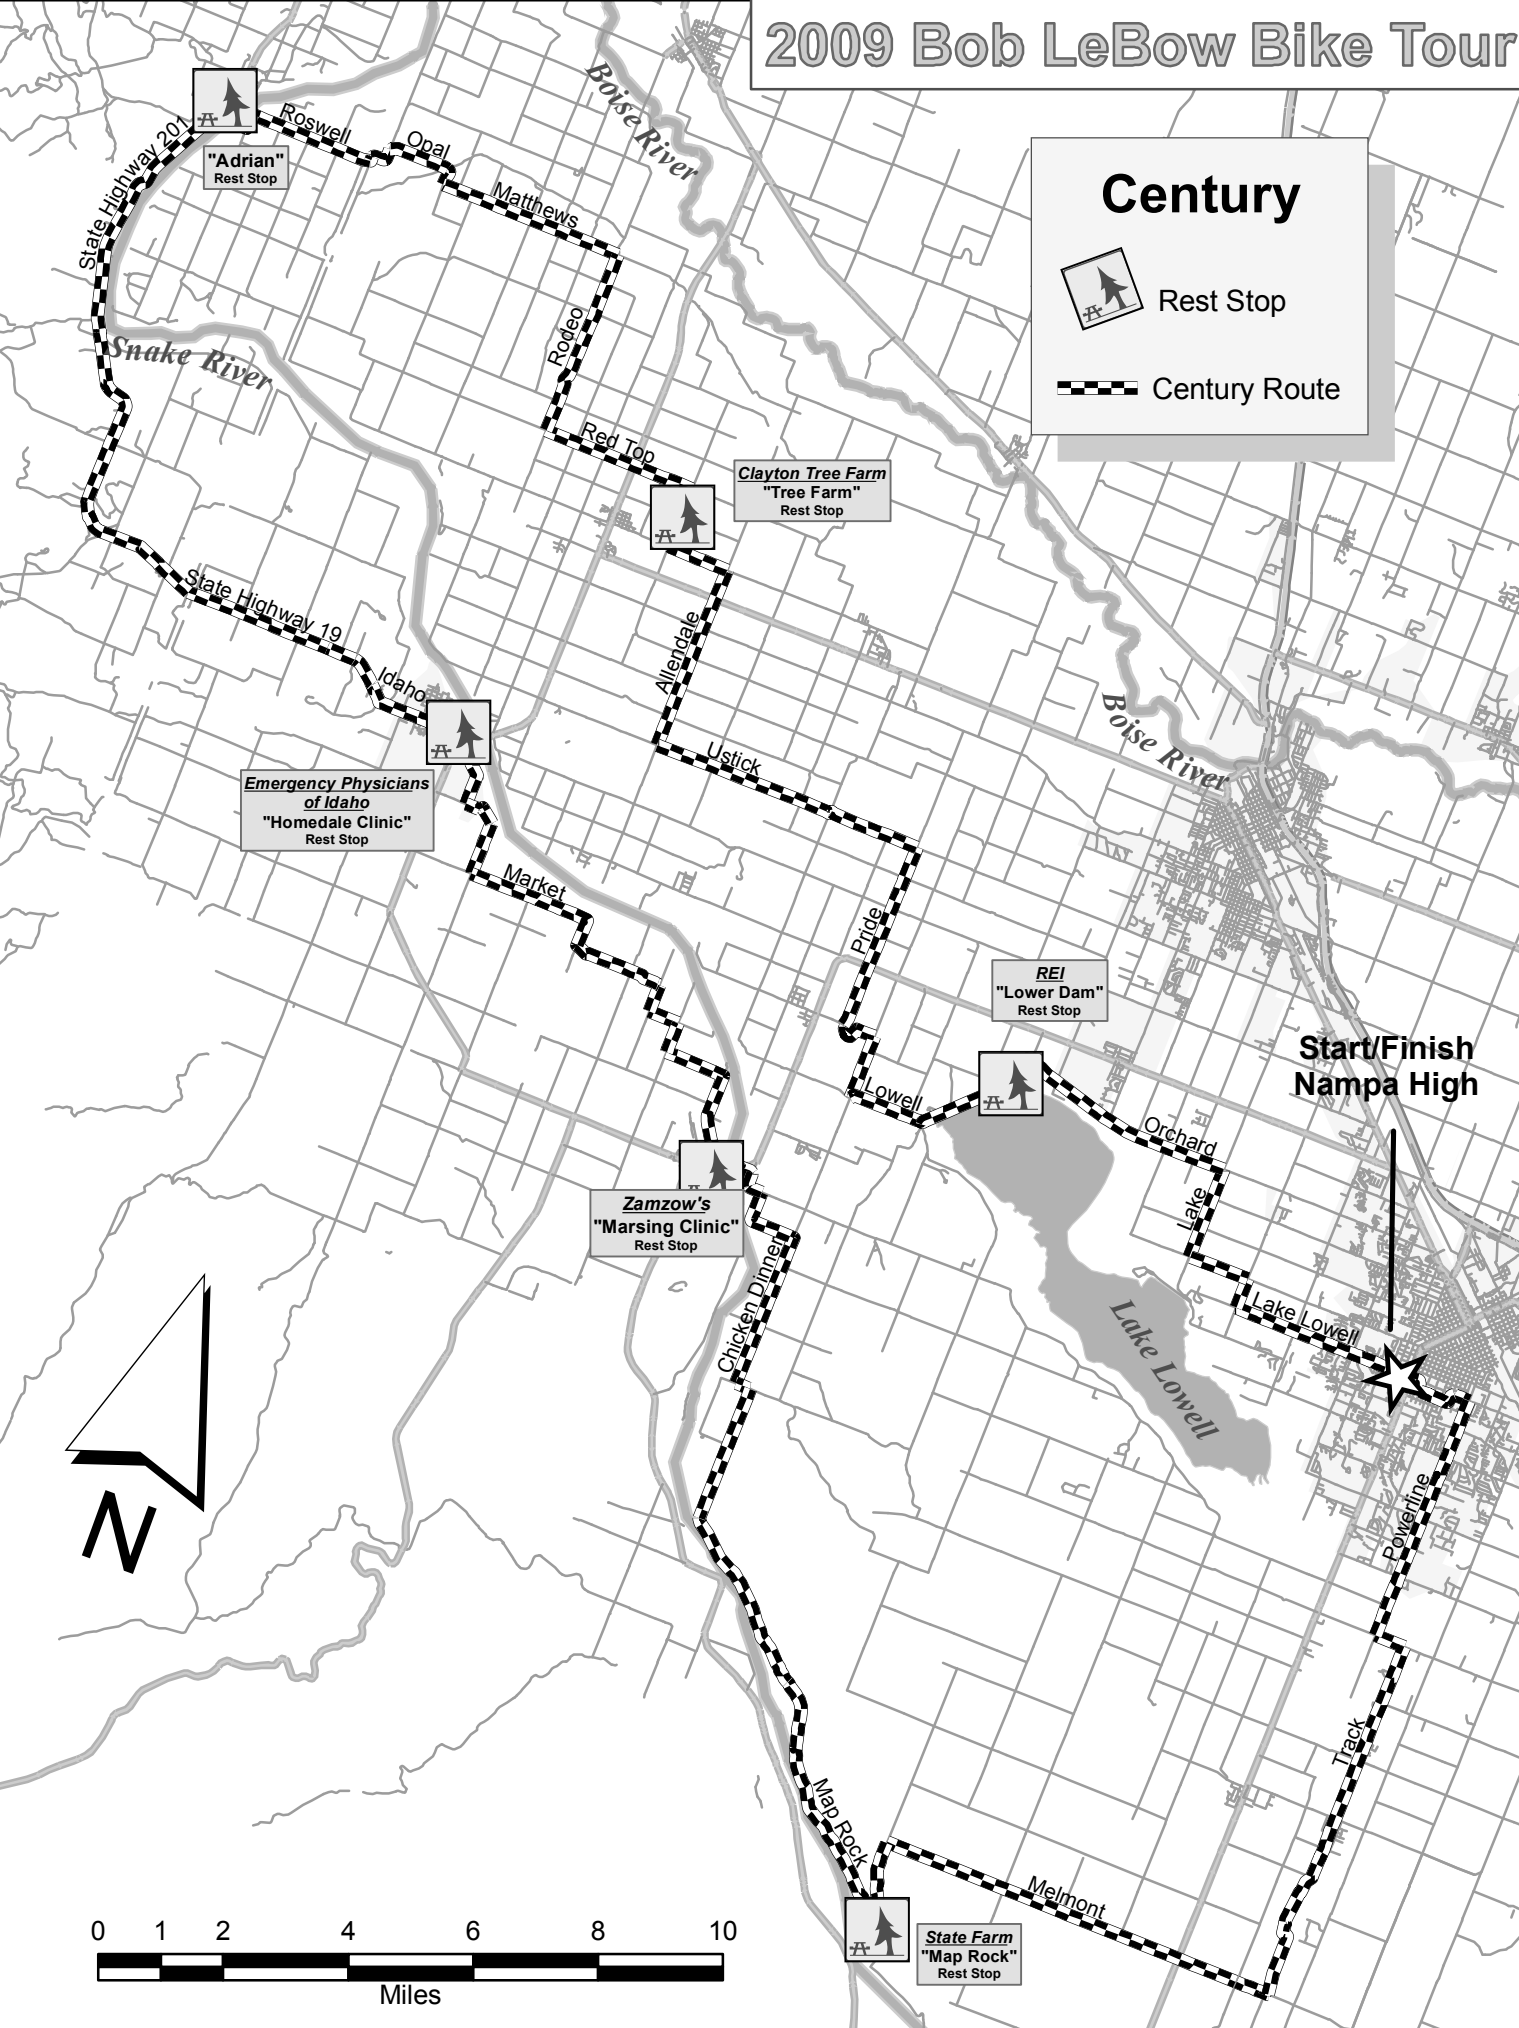 2009 Bob LeBow Bike Tour
Century
Rest Stop
Century Route
Boise River
Roswell
Opal
Matthews
State Highway 201
"Adrian"
Rest Stop
Rodeo
Snake River
Red Top
Clayton Tree Farm
"Tree Farm"
Rest Stop
State Highway 19
Allendale
Idaho
Boise River
Ustick
Emergency Physicians
of Idaho
"Homedale Clinic"
Rest Stop
Market
Pride
REI
"Lower Dam"
Rest Stop
Start/Finish
Nampa High
Lowell
Orchard
Lake
Zamzow's
"Marsing Clinic"
Rest Stop
Chicken Dinner
Lake Lowell
Lake Lowell
Powerline
N
Track
Map Rock
Melmont
State Farm
"Map Rock"
Rest Stop
0 1 2 4 6 8 10
Miles